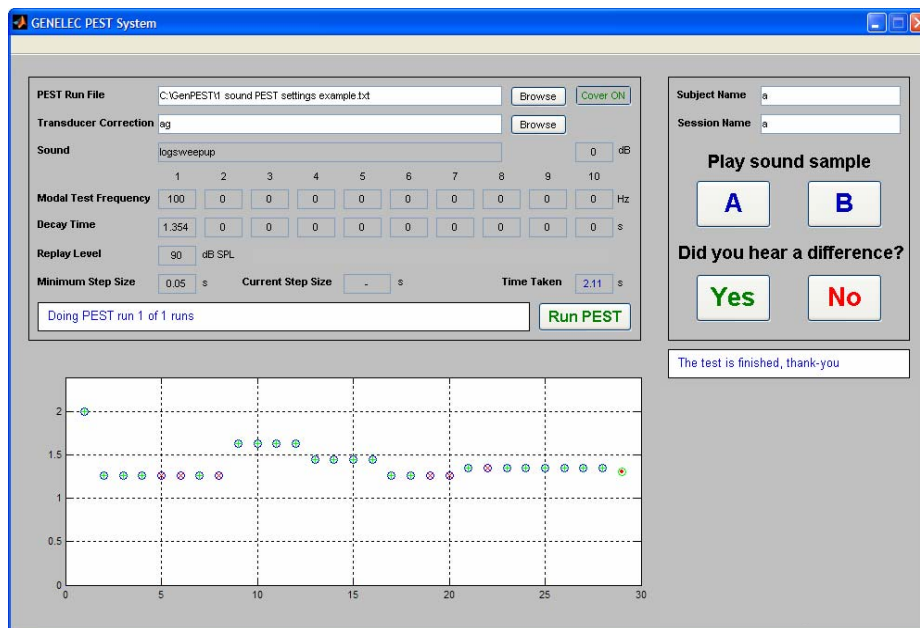 GENELEC PEST System
PEST Run File C:\GenPEST\1 sound PEST settings example.txt Browse Cover ON
Transducer Correction ag Browse
Sound logsweepup 0 dB
1 2 3 4 5 6 7 8 9 10
Modal Test Frequency 100 0 0 0 0 0 0 0 0 0 Hz
Decay Time 1.354 0 0 0 0 0 0 0 0 0 s
Replay Level 90 dB SPL
Minimum Step Size 0.05 s Current Step Size - s Time Taken 2.11 s
Doing PEST run 1 of 1 runs Run PEST
Subject Name a
Session Name a
Play sound sample
A B
Did you hear a difference?
Yes No
The test is finished, thank-you
2
1.5
1
0.5
0
0 5 10 15 20 25 30